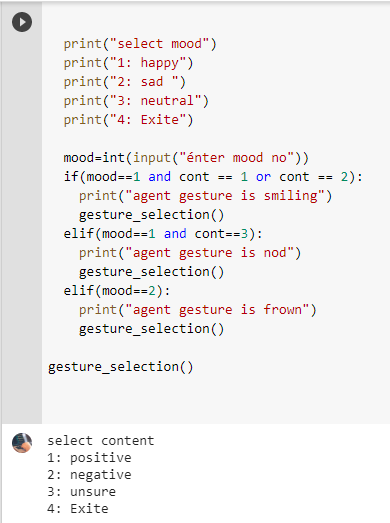 print("select mood")
print("1: happy")
print("2: sad ")
print("3: neutral")
print("4: Exite")
mood=int(input("énter mood no"))
if(mood==1 and cont == 1 or cont == 2):
print("agent gesture is smiling")
gesture_selection()
elif(mood==1 and cont==3):
print("agent gesture is nod")
gesture_selection()
elif(mood==2):
print("agent gesture is frown")
gesture_selection()
gesture_selection()
select content
1: positive
2: negative
3: unsure
4: Exite